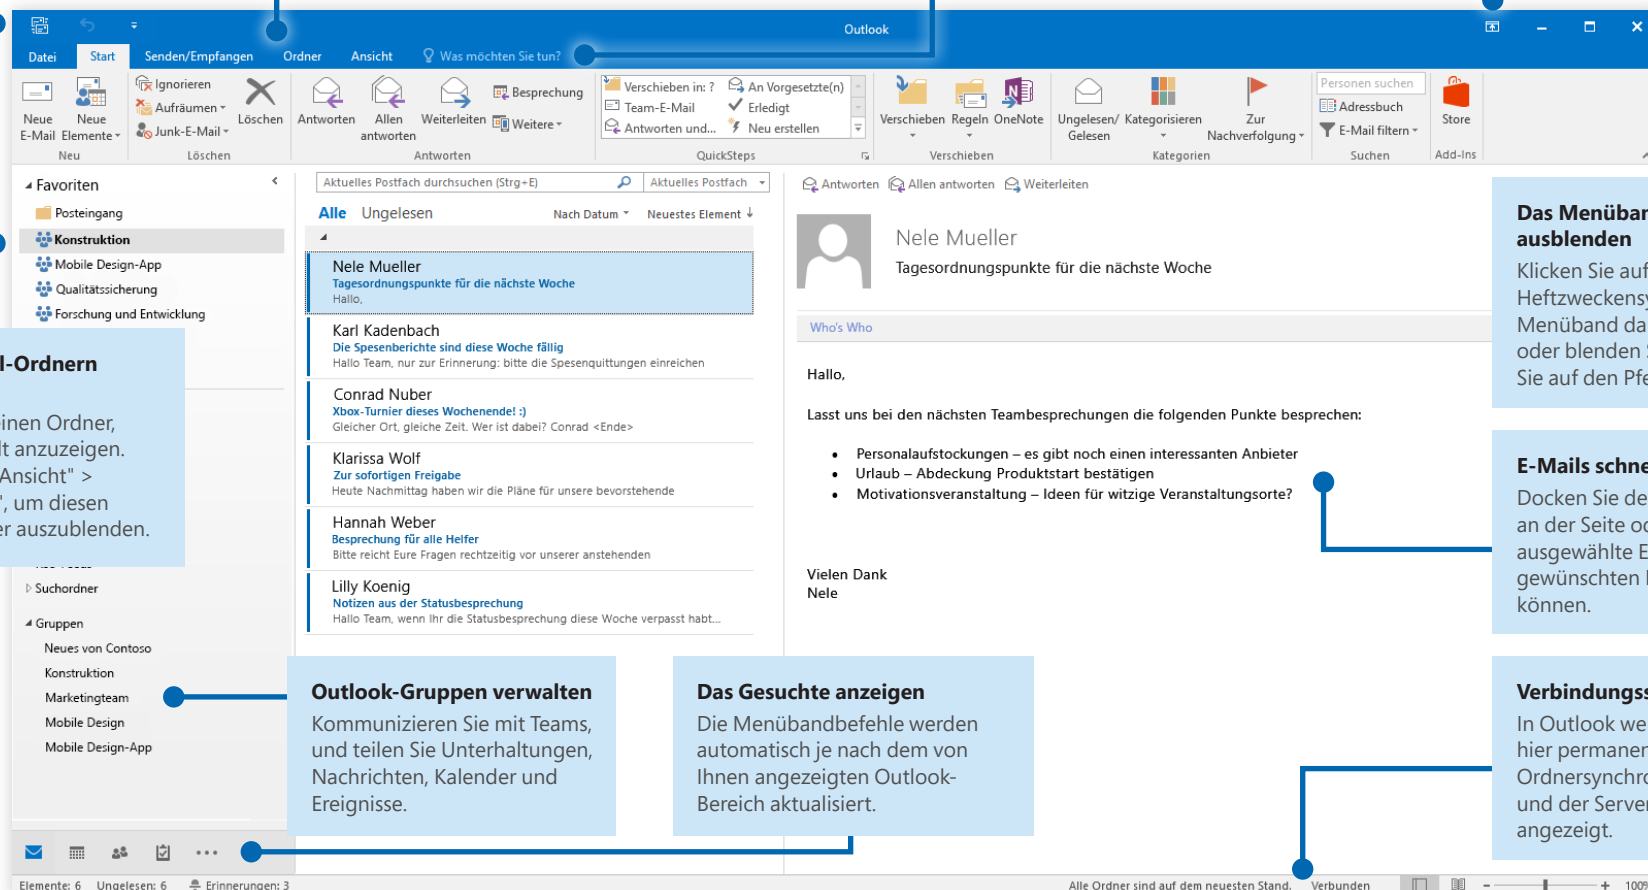 Outlook
Datei Start Senden/Empfangen Ordner Ansicht Was möchten Sie tun?
Neue E-Mail
Neue Elemente
Neu
Ignorieren
Aufräumen
Junk-E-Mail
Löschen
Löschen
Antworten
Allen antworten
Weiterleiten
Besprechung
Weitere
Antworten
Verschieben in: ?
Team-E-Mail
Antworten und...
An Vorgesetzte(n)
Erledigt
Neu erstellen
QuickSteps
Verschieben
Regeln
OneNote
Verschieben
Ungelesen/ Gelesen
Kategorisieren
Zur Nachverfolgung
Kategorien
Personen suchen
Adressbuch
E-Mail filtern
Suchen
Store
Add-Ins
Favoriten
Posteingang
Konstruktion
Mobile Design-App
Qualitätssicherung
Forschung und Entwicklung
l-Ordnern
inen Ordner,
lt anzuzeigen.
Ansicht" >
", um diesen
er auszublenden.
Suchordner
Gruppen
Neues von Contoso
Konstruktion
Marketingteam
Mobile Design
Mobile Design-App
Aktuelles Postfach durchsuchen (Strg+E) Aktuelles Postfach
Alle Ungelesen Nach Datum Neuestes Element
Nele Mueller
Tagesordnungspunkte für die nächste Woche
Hallo,
Karl Kadenbach
Die Spesenberichte sind diese Woche fällig
Hallo Team, nur zur Erinnerung: bitte die Spesenquittungen einreichen
Conrad Nuber
Xbox-Turnier dieses Wochenende! :)
Gleicher Ort, gleiche Zeit. Wer ist dabei? Conrad <Ende>
Klarissa Wolf
Zur sofortigen Freigabe
Heute Nachmittag haben wir die Pläne für unsere bevorstehende
Hannah Weber
Besprechung für alle Helfer
Bitte reicht Eure Fragen rechtzeitig vor unserer anstehenden
Lilly Koenig
Notizen aus der Statusbesprechung
Hallo Team, wenn Ihr die Statusbesprechung diese Woche verpasst habt...
Antworten Allen antworten Weiterleiten
Nele Mueller
Tagesordnungspunkte für die nächste Woche
Who's Who
Hallo,
Lasst uns bei den nächsten Teambesprechungen die folgenden Punkte besprechen:
• Personalaufstockungen – es gibt noch einen interessanten Anbieter
• Urlaub – Abdeckung Produktstart bestätigen
• Motivationsveranstaltung – Ideen für witzige Veranstaltungsorte?
Vielen Dank
Nele
Outlook-Gruppen verwalten
Kommunizieren Sie mit Teams,
und teilen Sie Unterhaltungen,
Nachrichten, Kalender und
Ereignisse.
Das Gesuchte anzeigen
Die Menübandbefehle werden
automatisch je nach dem von
Ihnen angezeigten Outlook-
Bereich aktualisiert.
Das Menüban
ausblenden
Klicken Sie auf
Heftzweckensy
Menüband da
oder blenden S
Sie auf den Pfe
E-Mails schne
Docken Sie de
an der Seite od
ausgewählte E
gewünschten
können.
Verbindungss
In Outlook we
hier permanen
Ordnersynchro
und der Server
angezeigt.
Elemente: 6 Ungelesen: 6 Erinnerungen: 3
Alle Ordner sind auf dem neuesten Stand. Verbunden 100%